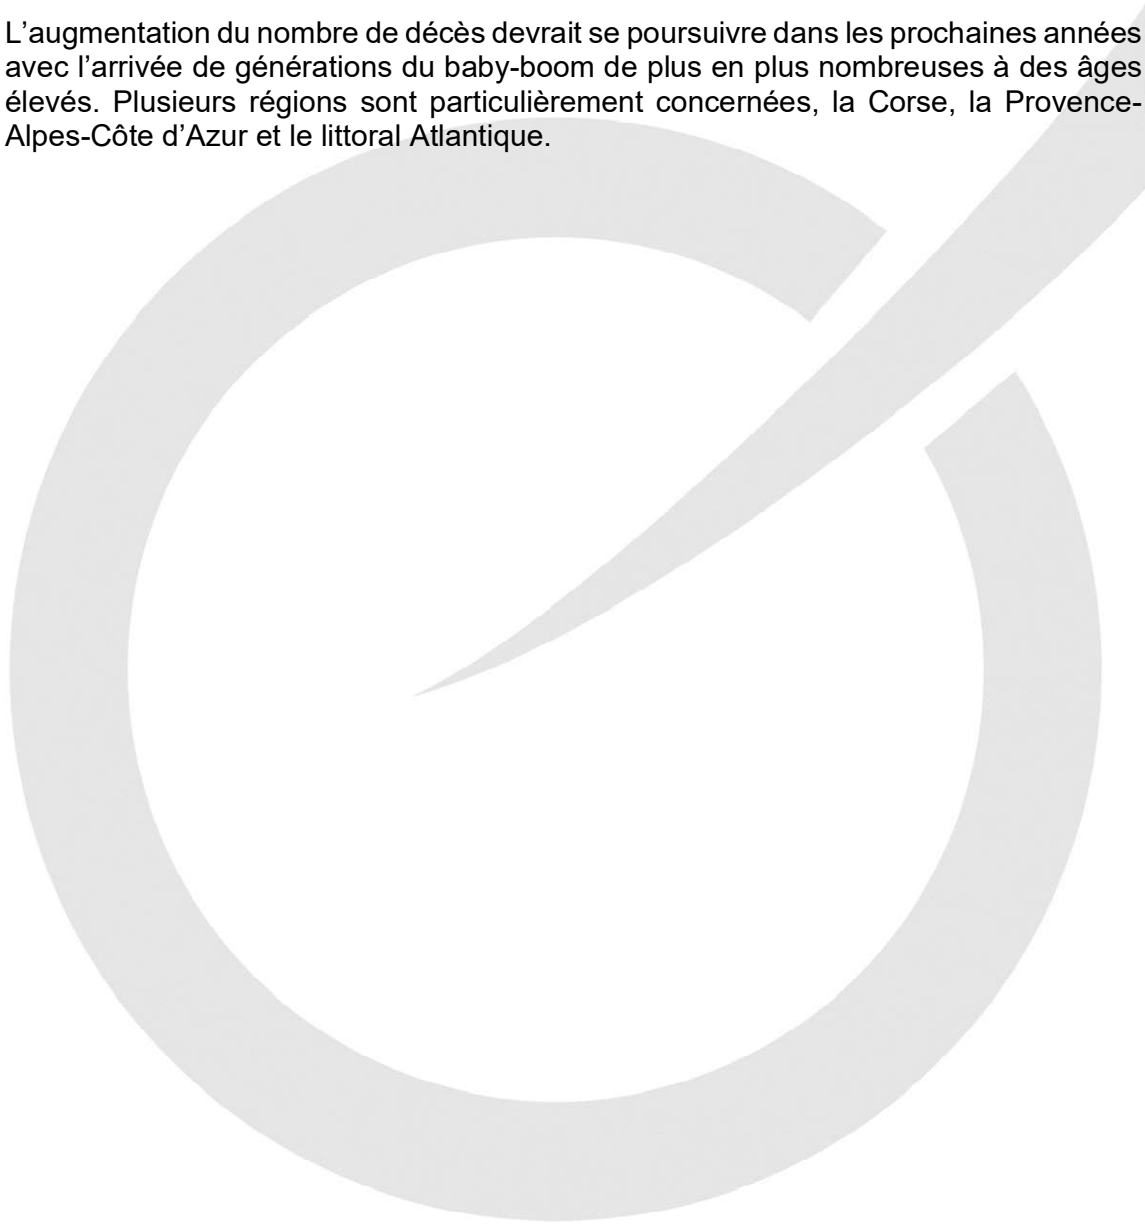 L’augmentation du nombre de décès devrait se poursuivre dans les prochaines années
avec l’arrivée de générations du baby-boom de plus en plus nombreuses à des âges
élevés. Plusieurs régions sont particulièrement concernées, la Corse, la Provence-
Alpes-Côte d’Azur et le littoral Atlantique.